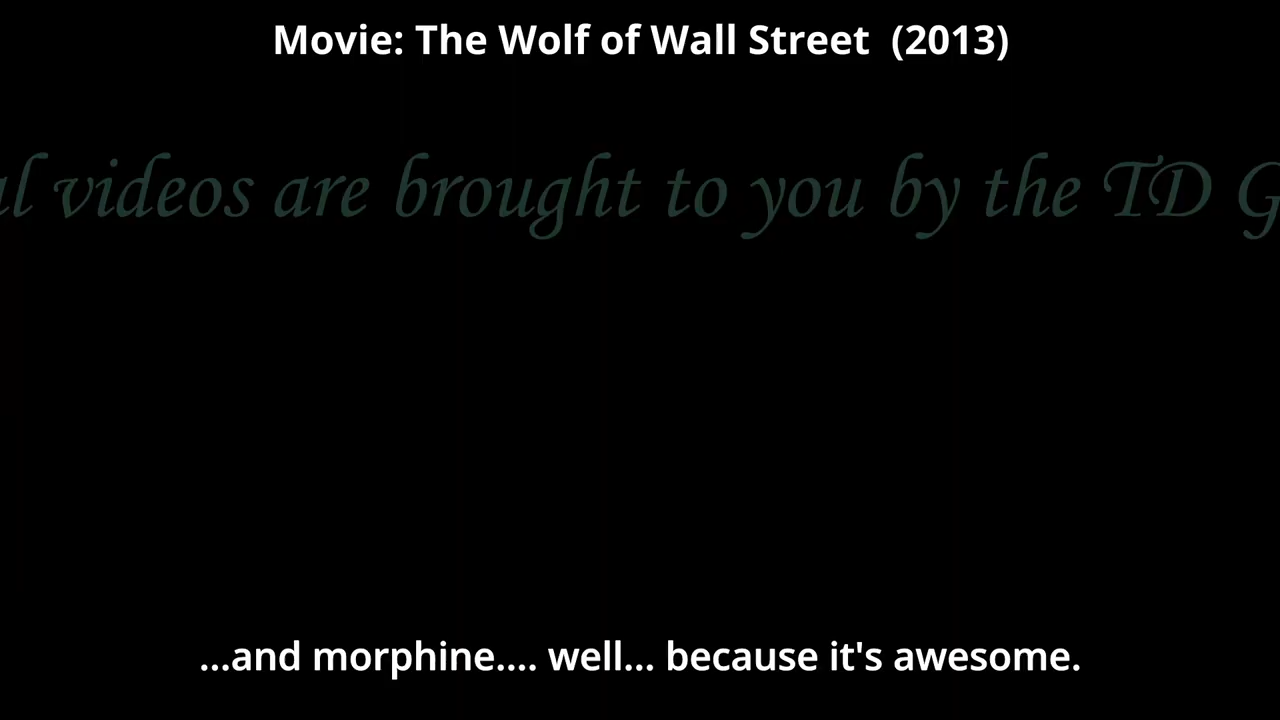 Movie: The Wolf of Wall Street (2013)
videos are brought to you by the TD
...and morphine.... well... because it's awesome.